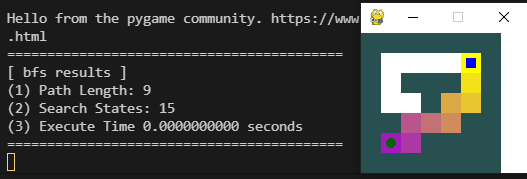 Hello from the pygame community. https://www
.html
==========================================
[ bfs results ]
(1) Path Length: 9
(2) Search States: 15
(3) Execute Time 0.0000000000 seconds
==========================================